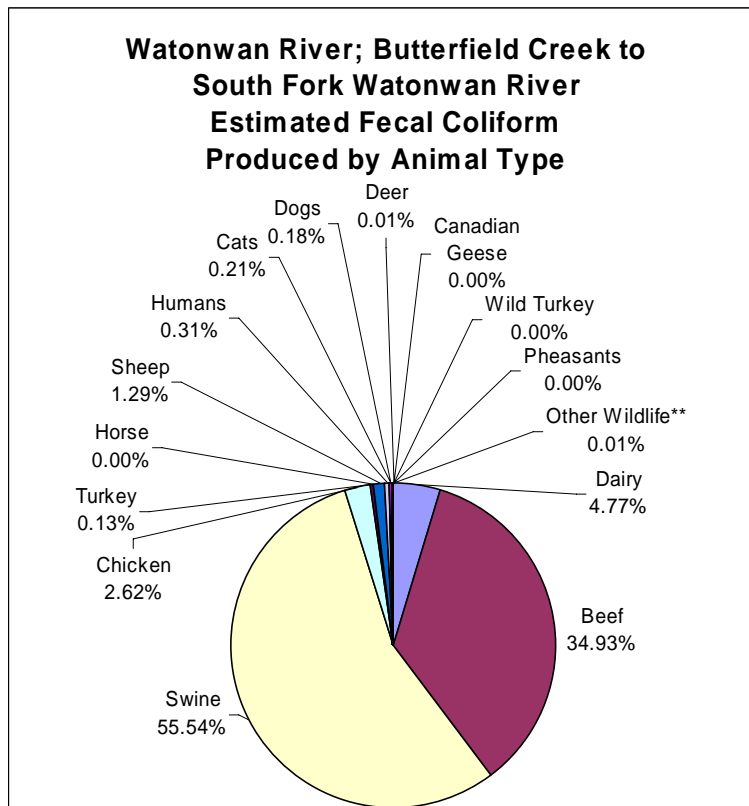 Watonwan River; Butterfield Creek to
South Fork Watonwan River
Estimated Fecal Coliform
Produced by Animal Type
Deer
0.01%
Dogs
0.18%
Canadian
Geese
0.00%
Cats
0.21%
Humans
0.31%
Wild Turkey
0.00%
Pheasants
0.00%
Sheep
1.29%
Other Wildlife**
0.01%
Horse
0.00%
Dairy
4.77%
Turkey
0.13%
Chicken
2.62%
Beef
34.93%
Swine
55.54%